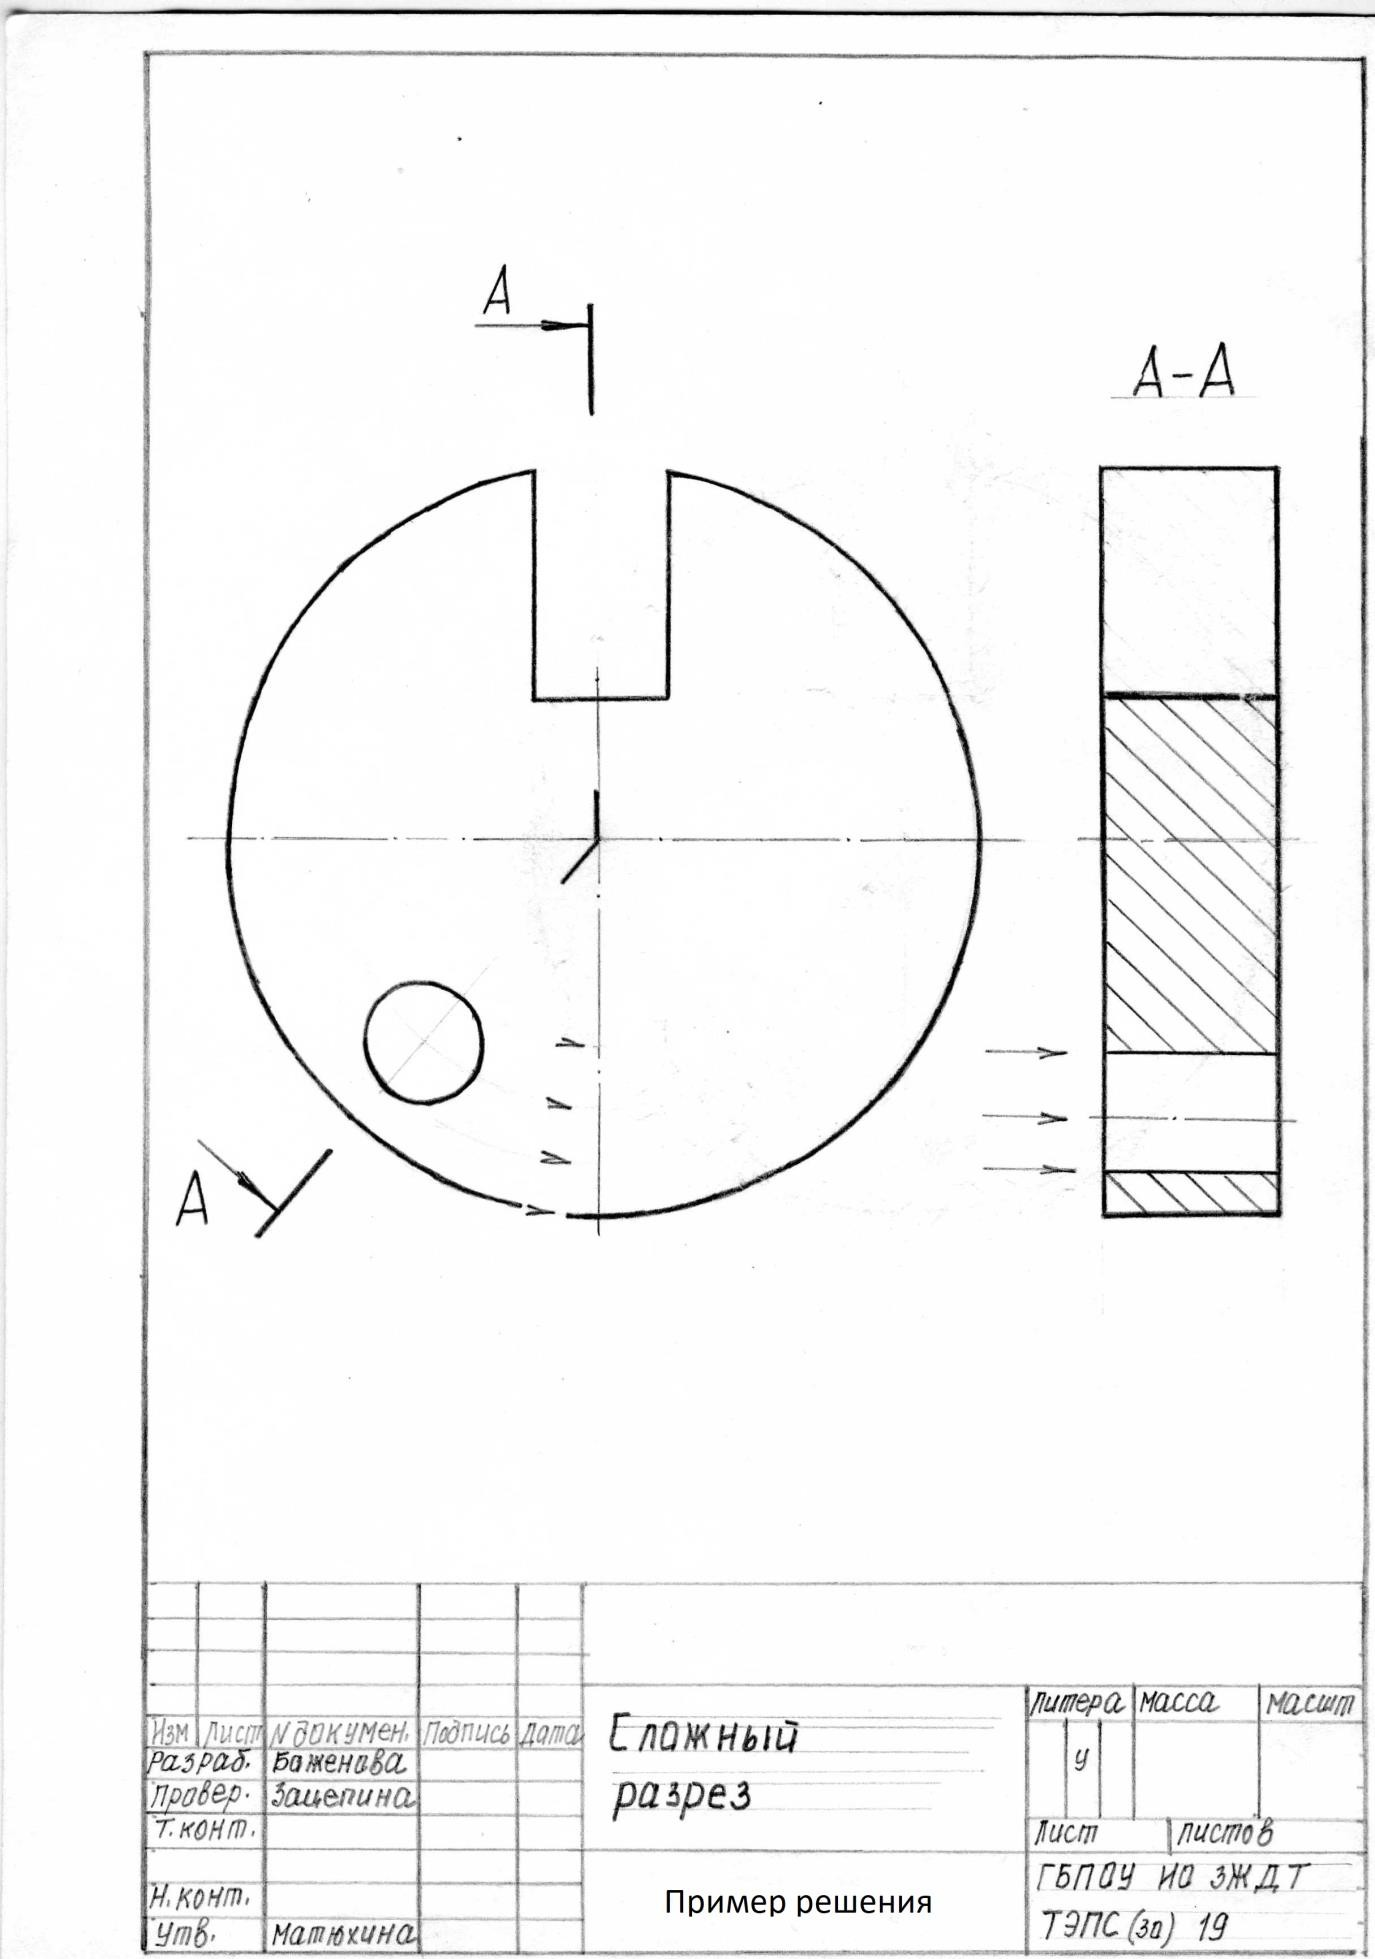 А
А-А
А
Изм Лист N докумен. Подпись Дата
Разраб. Баженова
Провер. Зацепина
Т.конт.
Н.конт.
Утв. Матюхина
Сложный
разрез
Пример решения
Литера масса масшт
у
Лист листов
ГБПОУ ИО ЗЖДТ
ТЭПС (зо) 19